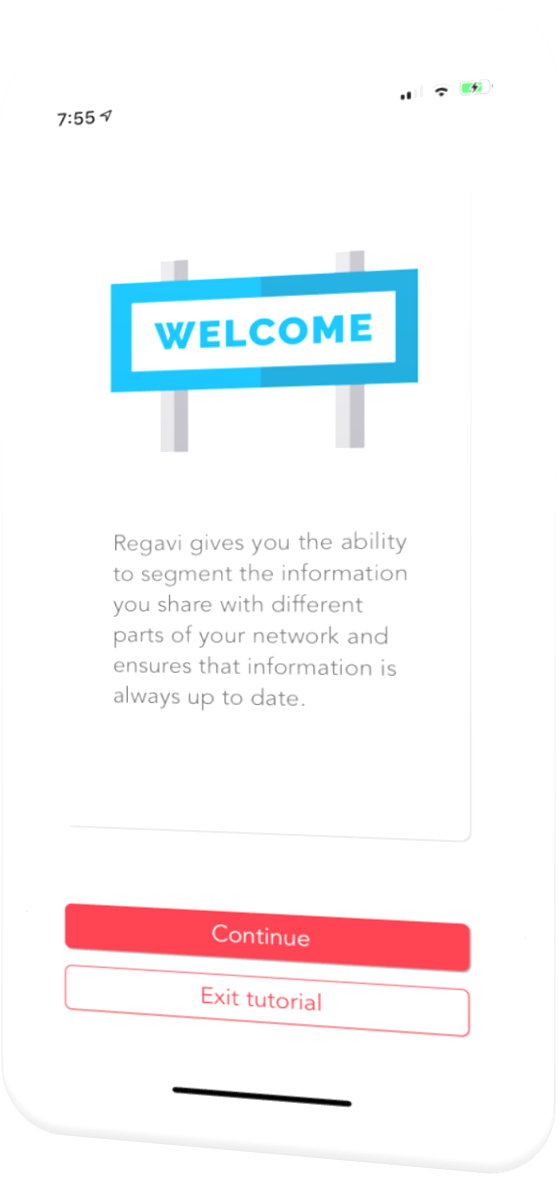 7:55
WELCOME
Regavi gives you the ability
to segment the information
you share with different
parts of your network and
ensures that information is
always up to date.
Continue
Exit tutorial